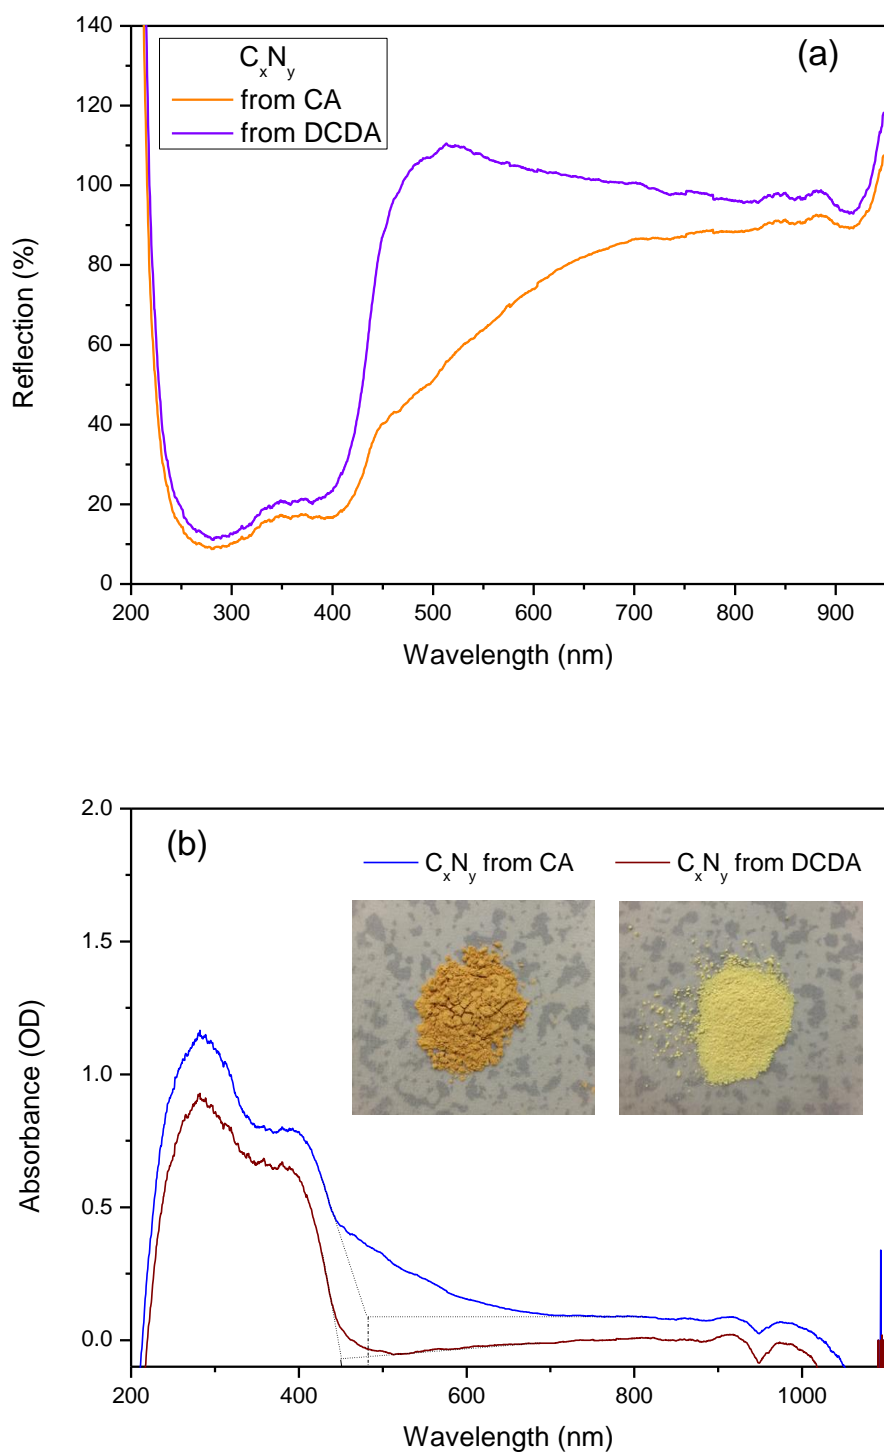 (a)
CxNy
from CA
from DCDA
140
120
100
80
60
40
20
0
Reflection (%)
200 300 400 500 600 700 800 900
Wavelength (nm)
(b)
CxNy from CA CxNy from DCDA
2.0
1.5
1.0
0.5
0.0
Absorbance (OD)
200 400 600 800 1000
Wavelength (nm)